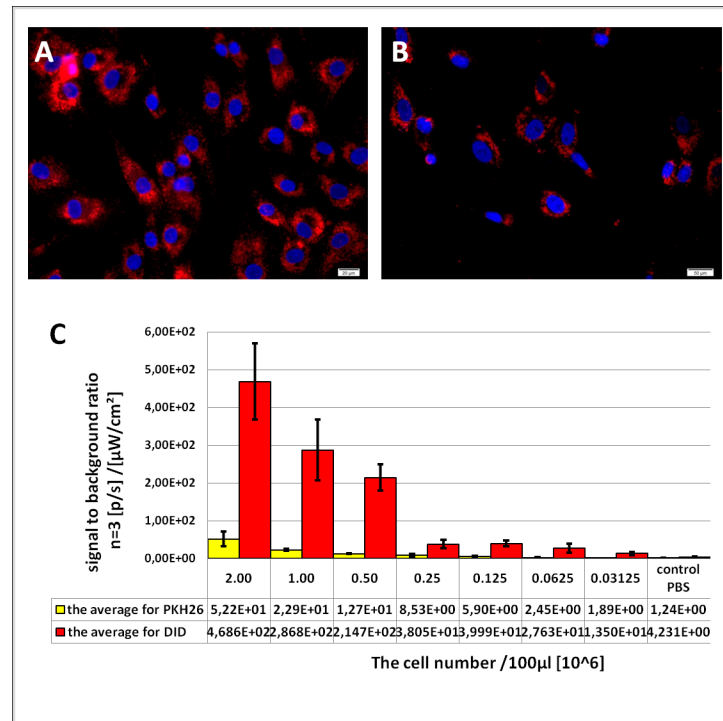 A
B
20 µm
50 µm
C
signal to background ratio
n=3 [p/s] /[µW/cm²]
6,00E+02
5,00E+02
4,00E+02
3,00E+02
2,00E+02
1,00E+02
0,00E+00
2.00 1.00 0.50 0.25 0.125 0.0625 0.03125 control PBS
the average for PKH26 5,22E+01 2,29E+01 1,27E+01 8,53E+00 5,90E+00 2,45E+00 1,89E+00 1,24E+00
the average for DID 4,686E+02 2,868E+02 2,147E+02 3,805E+01 3,999E+01 2,763E+01 1,350E+01 4,231E+00
The cell number /100µl [10^6]